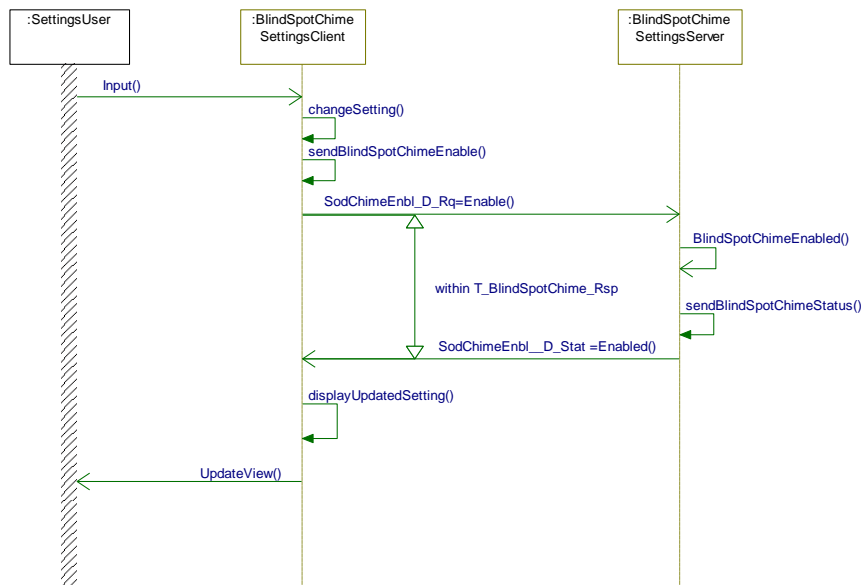 :SettingsUser
:BlindSpotChime
SettingsClient
:BlindSpotChime
SettingsServer
Input()
changeSetting()
sendBlindSpotChimeEnable()
SodChimeEnbl_D_Rq=Enable()
BlindSpotChimeEnabled()
within T_BlindSpotChime_Rsp
sendBlindSpotChimeStatus()
SodChimeEnbl__D_Stat =Enabled()
displayUpdatedSetting()
UpdateView()